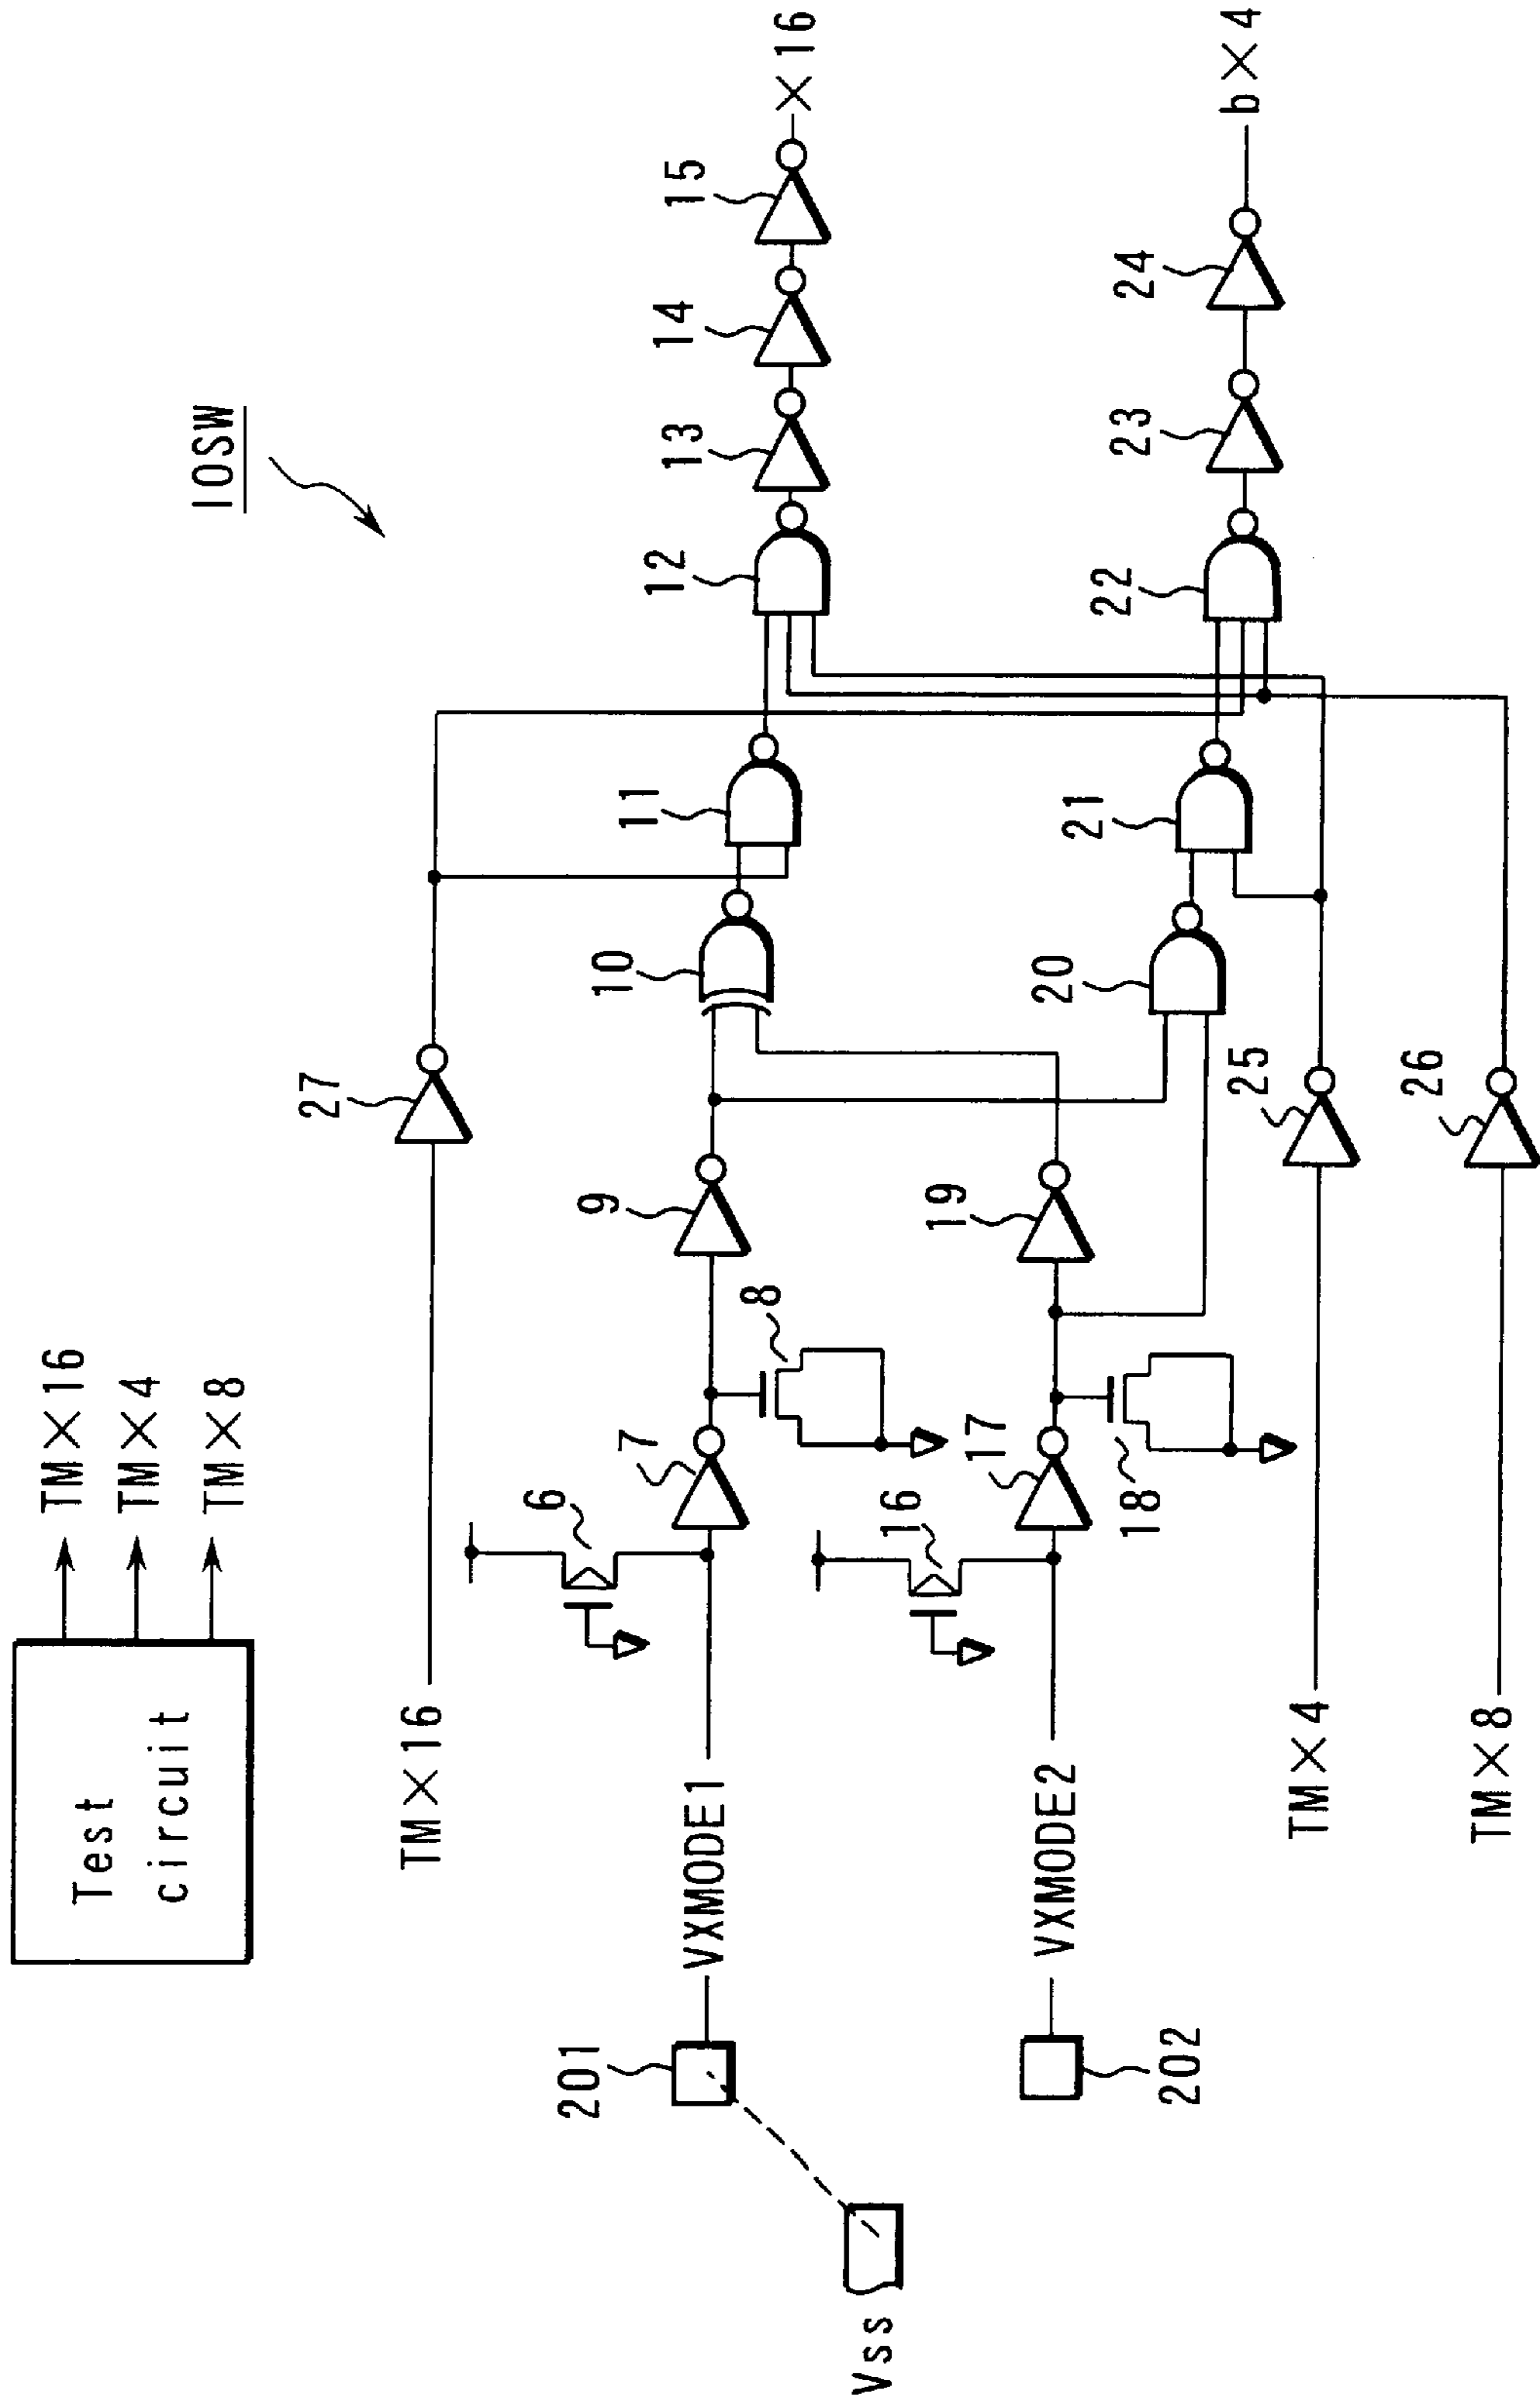 IOSW
Test
circuit
TM×16
TM×4
TM×8
TM×16
27
VXMODE1
201
6
7
8
9
10
11
12
13
14
15
×16
VXMODE2
202
16
17
18
19
20
21
22
23
24
b×4
TM×4
25
TM×8
26
Vss